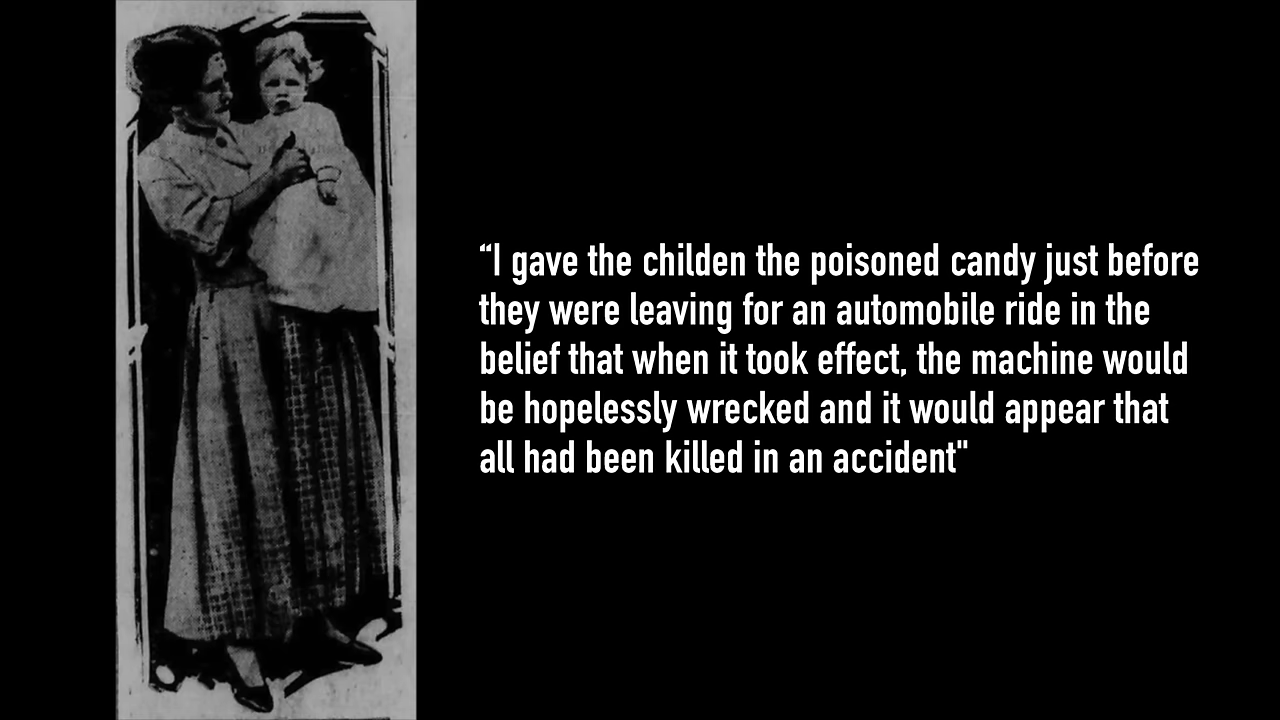 “I gave the childen the poisoned candy just before
they were leaving for an automobile ride in the
belief that when it took effect, the machine would
be hopelessly wrecked and it would appear that
all had been killed in an accident"